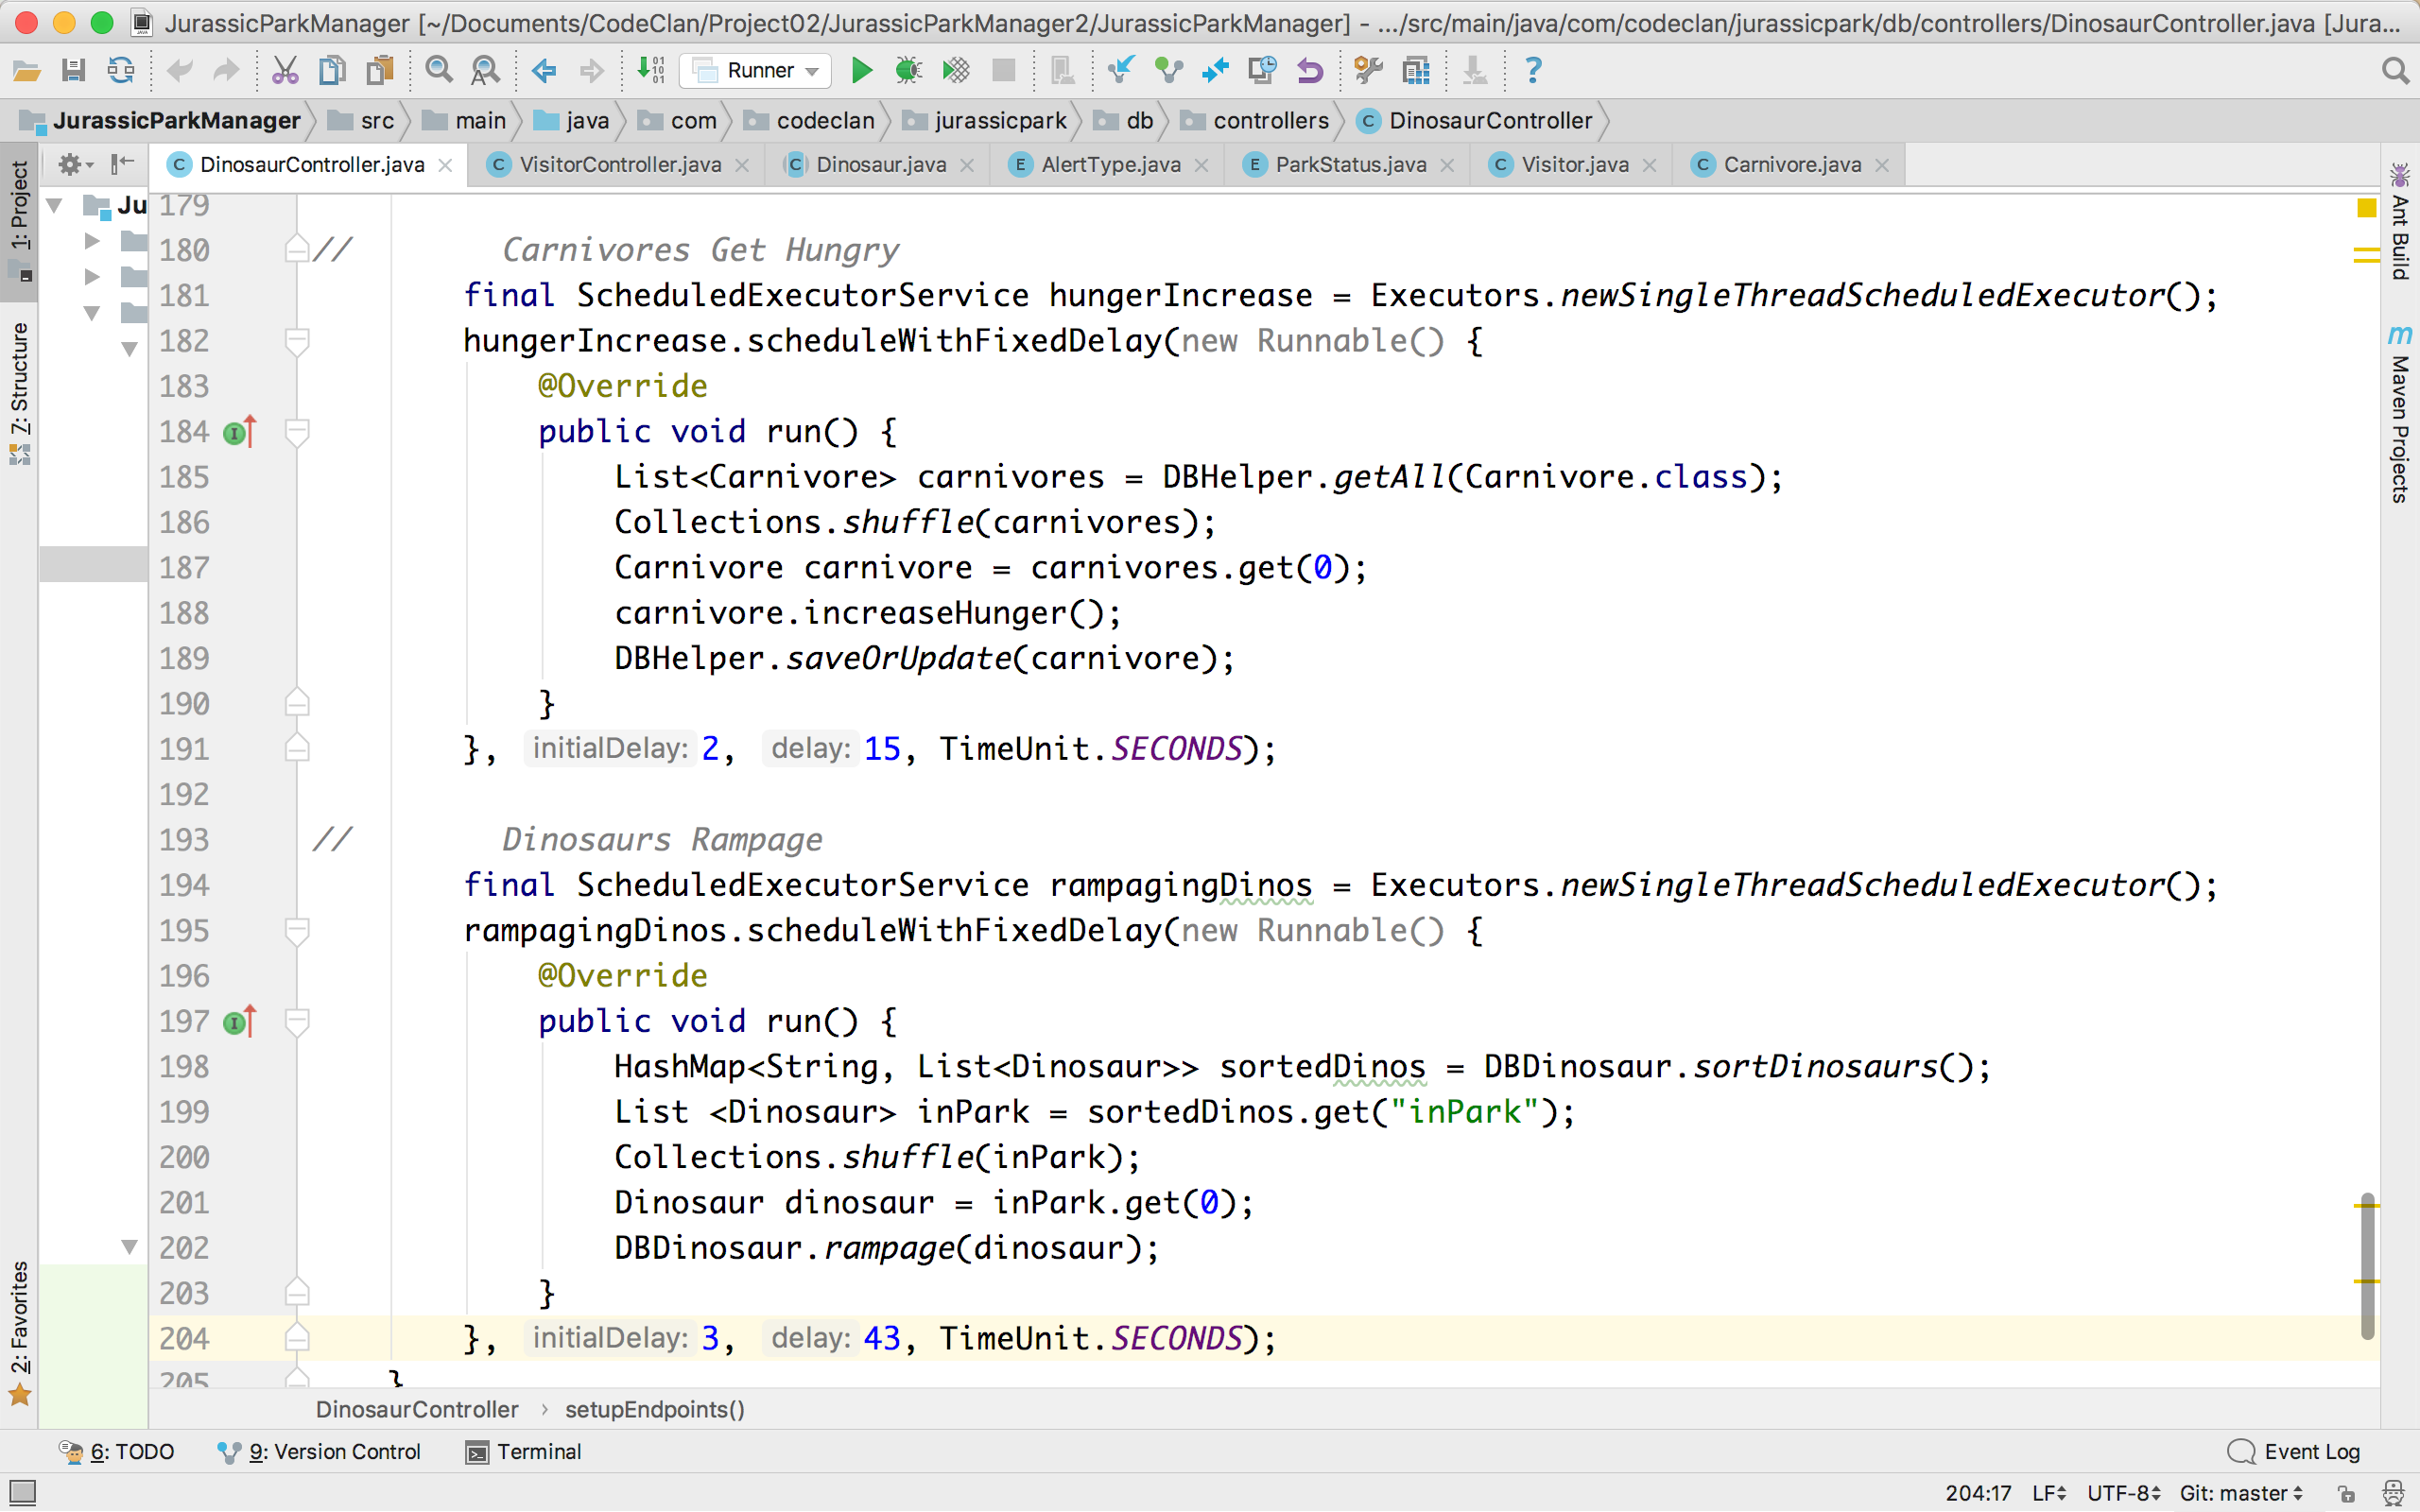 JurassicParkManager [~/Documents/CodeClan/Project02/JurassicParkManager2/JurassicParkManager] - .../src/main/java/com/codeclan/jurassicpark/db/controllers/DinosaurController.java [Jura...
Runner
JurassicParkManager src main java com codeclan jurassicpark db controllers DinosaurController
DinosaurController.java VisitorController.java Dinosaur.java AlertType.java ParkStatus.java Visitor.java Carnivore.java
1: Project
7: Structure
2: Favorites
Ju
Ant Build
Maven Projects
179
180 // Carnivores Get Hungry
181 final ScheduledExecutorService hungerIncrease = Executors.newSingleThreadScheduledExecutor();
182 hungerIncrease.scheduleWithFixedDelay(new Runnable() {
183 @Override
184 public void run() {
185 List<Carnivore> carnivores = DBHelper.getAll(Carnivore.class);
186 Collections.shuffle(carnivores);
187 Carnivore carnivore = carnivores.get(0);
188 carnivore.increaseHunger();
189 DBHelper.saveOrUpdate(carnivore);
190 }
191 }, initialDelay: 2, delay: 15, TimeUnit.SECONDS);
192
193 // Dinosaurs Rampage
194 final ScheduledExecutorService rampagingDinos = Executors.newSingleThreadScheduledExecutor();
195 rampagingDinos.scheduleWithFixedDelay(new Runnable() {
196 @Override
197 public void run() {
198 HashMap<String, List<Dinosaur>> sortedDinos = DBDinosaur.sortDinosaurs();
199 List <Dinosaur> inPark = sortedDinos.get("inPark");
200 Collections.shuffle(inPark);
201 Dinosaur dinosaur = inPark.get(0);
202 DBDinosaur.rampage(dinosaur);
203 }
204 }, initialDelay: 3, delay: 43, TimeUnit.SECONDS);
205 }
DinosaurController › setupEndpoints()
6: TODO 9: Version Control Terminal Event Log
204:17 LF UTF-8 Git: master